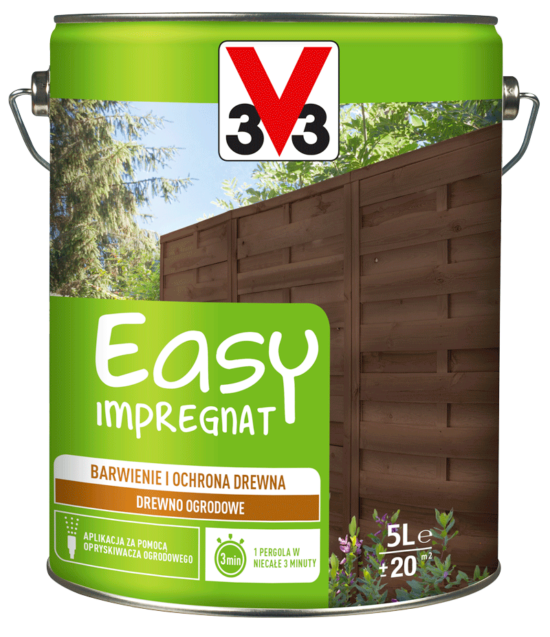 3V3
Easy
IMPREGNAT
BARWIENIE I OCHRONA DREWNA
DREWNO OGRODOWE
APLIKACJA ZA POMOCĄ
OPRYSKIWACZA OGRODOWEGO
3min
1 PERGOLA W
NIECAŁE 3 MINUTY
5L℮
±20 m²